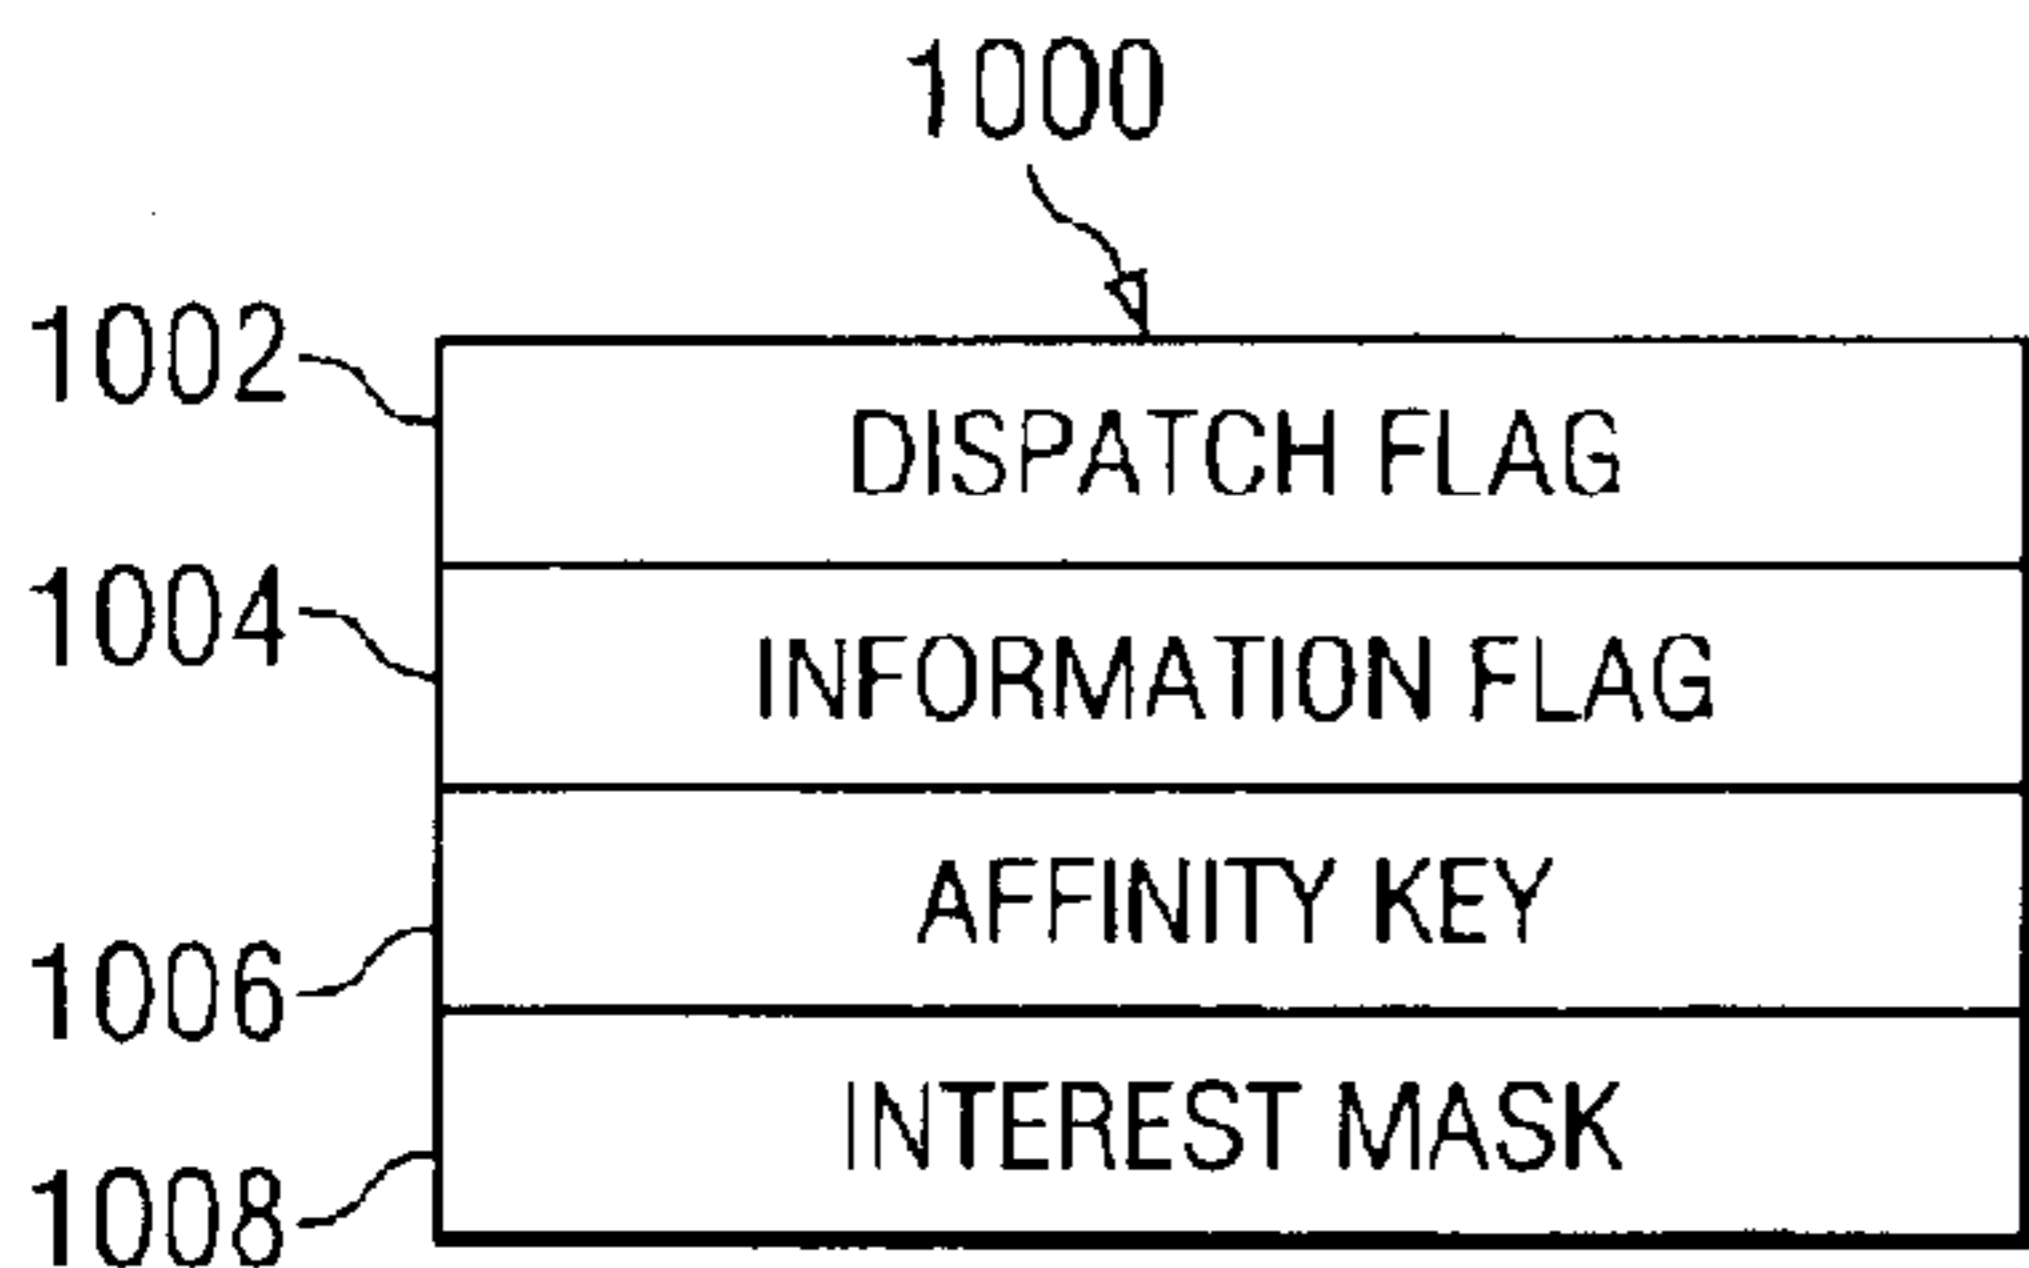 1000
1002 DISPATCH FLAG
1004 INFORMATION FLAG
1006 AFFINITY KEY
1008 INTEREST MASK